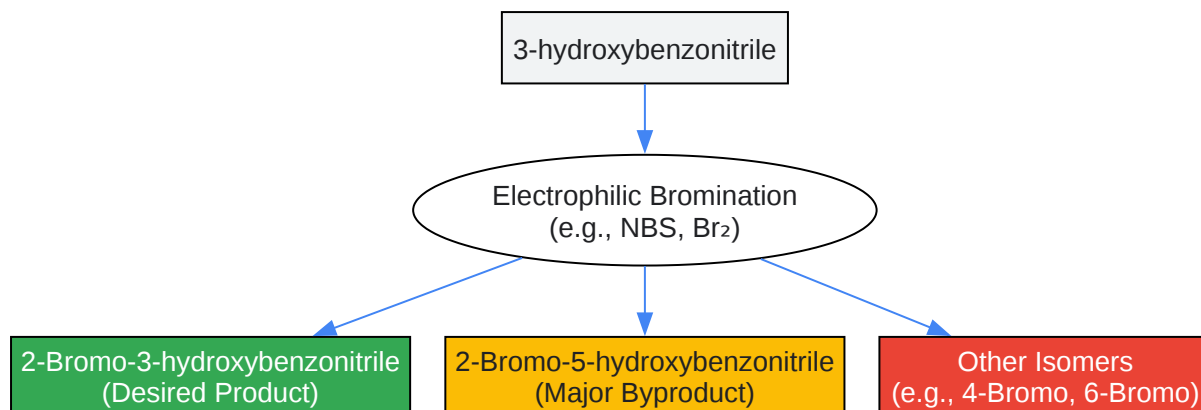 3-hydroxybenzonitrile
Electrophilic Bromination
(e.g., NBS, Br₂)
2-Bromo-3-hydroxybenzonitrile
(Desired Product)
2-Bromo-5-hydroxybenzonitrile
(Major Byproduct)
Other Isomers
(e.g., 4-Bromo, 6-Bromo)